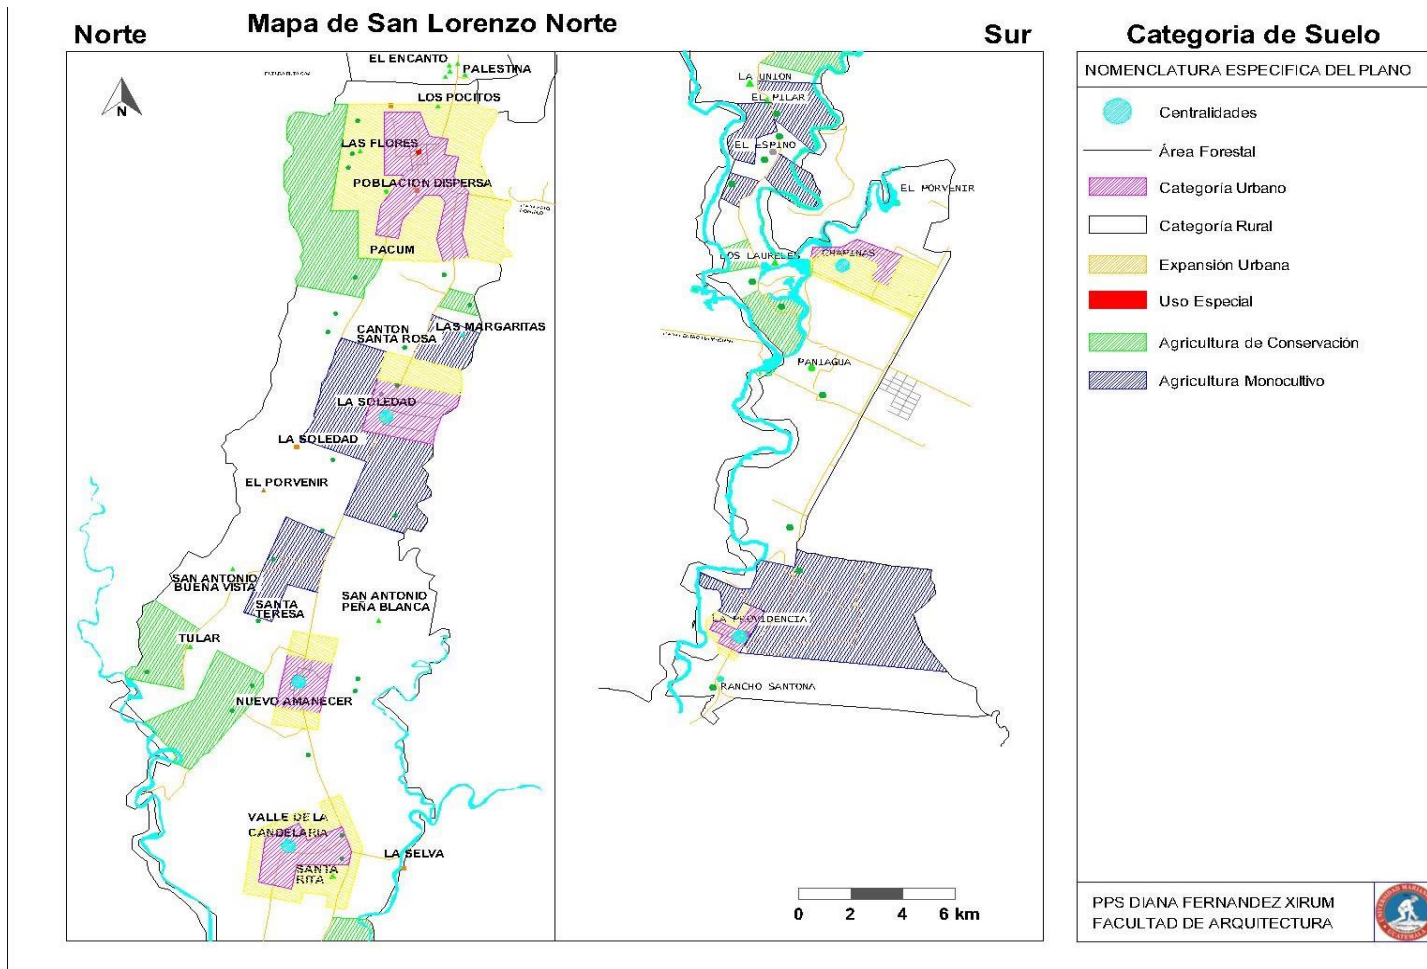 Norte
Mapa de San Lorenzo Norte
Sur
Categoria de Suelo
EL ENCANTO
PALESTINA
LOS POCITOS
LAS FLORES
POBLACION DISPERSA
PACUM
CANTON
SANTA ROSA
LAS MARGARITAS
LA SOLEDAD
LA SOLEDAD
EL PORVENIR
SAN ANTONIO
BUENA VISTA
SANTA
TERESA
SAN ANTONIO
PEÑA BLANCA
TULAR
NUEVO AMANECER
VALLE DE LA
CANDELARIA
LA SELVA
SANTA
RITA
N
LA UNION
EL PILAR
EL ESPINO
EL PORVENIR
LOS LAURELES
CHAPINAS
PANIAGUA
LA PROVIDENCIA
RANCHO SANTONA
0 2 4 6 km
NOMENCLATURA ESPECIFICA DEL PLANO
Centralidades
Área Forestal
Categoría Urbano
Categoría Rural
Expansión Urbana
Uso Especial
Agricultura de Conservación
Agricultura Monocultivo
PPS DIANA FERNANDEZ XIRUM
FACULTAD DE ARQUITECTURA